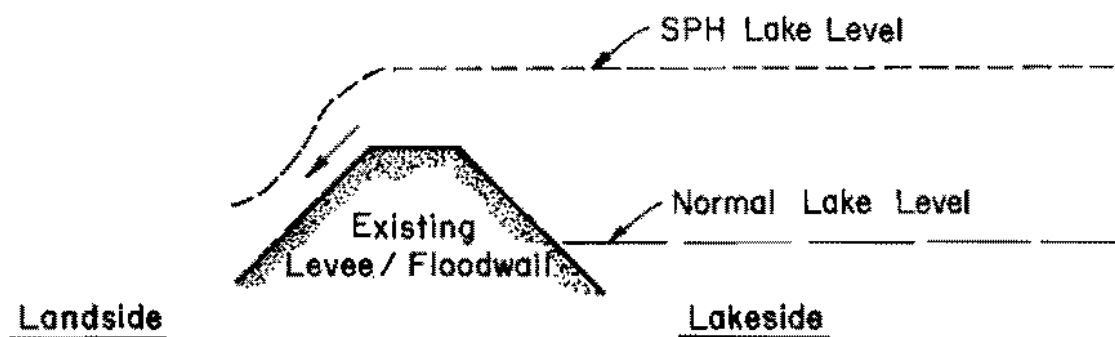 SPH Lake Level
Normal Lake Level
Existing
Levee / Floodwall
Landside
Lakeside